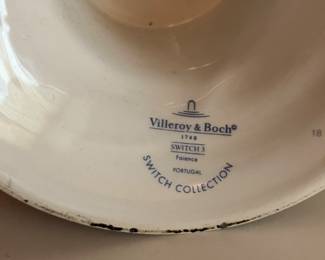 Villeroy & Boch©
1748
SWITCH 3
Faience
PORTUGAL
SWITCH COLLECTION
18